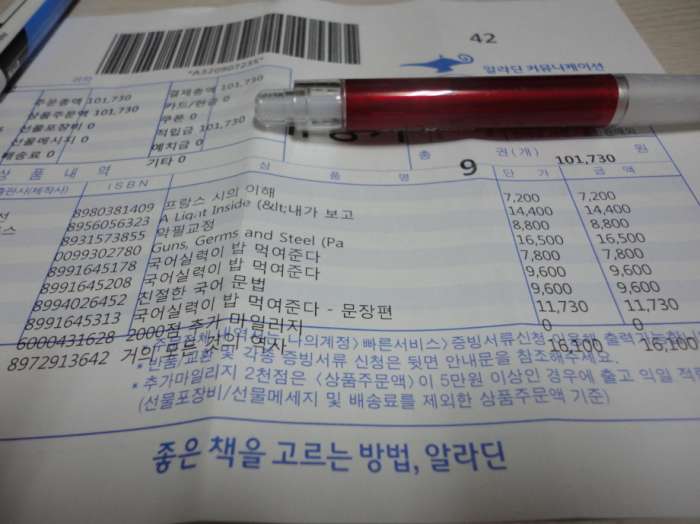 42
*A32090723S*
알라딘 커뮤니케이션
주문총액 101,730 결제총액 101,730
상품주문액 101,730 카드/현금 0
선물포장비 0 쿠폰 0
선물메시지 0 적립금 101,730
배송료 0 예치금 0
기타 0
총 9 권(개) 101,730 원
상품내역
출판사(제작사) ISBN 상품명 단가 금액
8980381409 프랑스 시의 이해 7,200 7,200
8956056323 A Light Inside (&dt;내가 보고 14,400 14,400
8931573855 악필교정 8,800 8,800
0099302780 Guns, Germs and Steel (Pa 16,500 16,500
8991645178 국어실력이 밥 먹여준다 7,800 7,800
8991645208 국어실력이 밥 먹여준다 9,600 9,600
8994026452 친절한 국어 문법 9,600 9,600
8991645313 국어실력이 밥 먹여준다 - 문장편 11,730 11,730
6000431628 2000점 추가 마일리지 0 0
8972913642 거의 모든 것의 역사 16,100 16,100
나의계정> 빠른서비스> 증빙서류신청
* 반품/교환 및 각종 증빙서류 신청은 뒷면 안내문을 참조해주세요.
* 추가마일리지 2천점은 <상품주문액>이 5만원 이상인 경우에 출고 익일 적
(선물포장비/선물메세지 및 배송료를 제외한 상품주문액 기준)
좋은 책을 고르는 방법, 알라딘